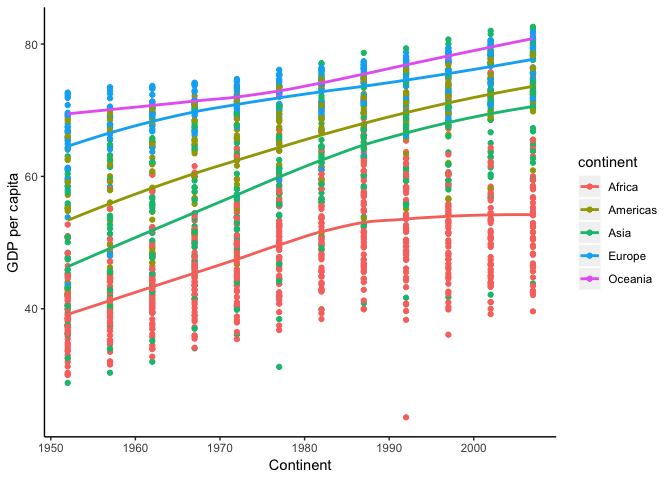 GDP per capita
80
60
40
1950
1960
1970
1980
1990
2000
Continent
continent
Africa
Americas
Asia
Europe
Oceania